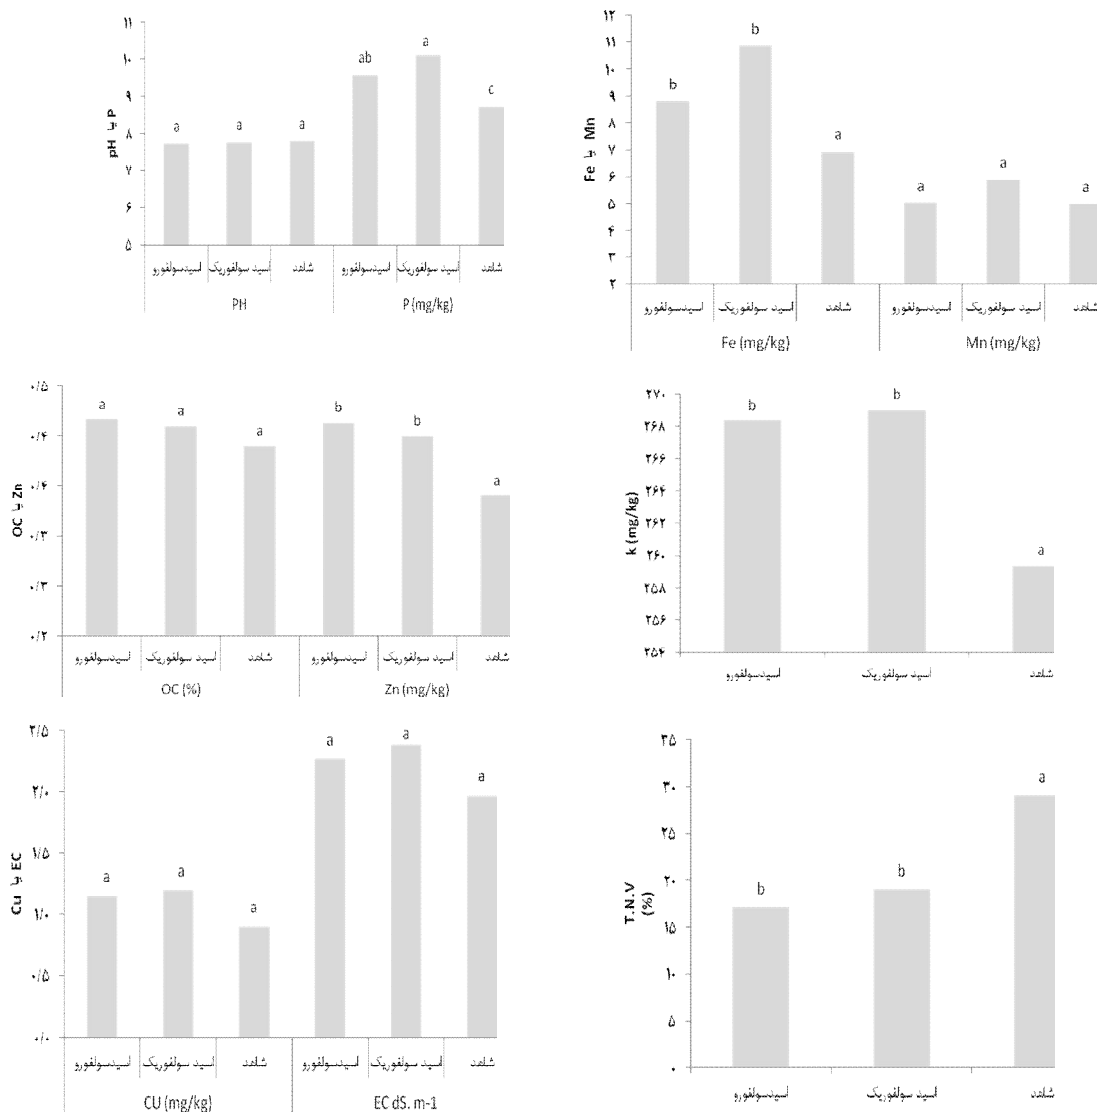 pH یا P
۱۱
۱۰
۹
۸
۷
۶
۵
a
a
a
ab
a
c
اسیدسولفورو
اسید سولفوریک
شاهد
اسیدسولفورو
اسید سولفوریک
شاهد
PH
P (mg/kg)
Fe یا Mn
۱۲
۱۱
۱۰
۹
۸
۷
۶
۵
۴
۳
۲
b
b
a
a
a
a
اسیدسولفورو
اسید سولفوریک
شاهد
اسیدسولفورو
اسید سولفوریک
شاهد
Fe (mg/kg)
Mn (mg/kg)
OC یا Zn
۰/۵
۰/۴
۰/۴
۰/۳
۰/۳
۰/۲
a
a
a
b
b
a
اسیدسولفورو
اسید سولفوریک
شاهد
اسیدسولفورو
اسید سولفوریک
شاهد
OC (%)
Zn (mg/kg)
k (mg/kg)
۲۷۰
۲۶۸
۲۶۶
۲۶۴
۲۶۲
۲۶۰
۲۵۸
۲۵۶
۲۵۴
b
b
a
اسیدسولفورو
اسید سولفوریک
شاهد
Cu یا EC
۲/۵
۲/۰
۱/۵
۱/۰
۰/۵
۰/۰
a
a
a
a
a
a
اسیدسولفورو
اسید سولفوریک
شاهد
اسیدسولفورو
اسید سولفوریک
شاهد
CU (mg/kg)
EC dS. m-1
T.N.V
(%)
۳۵
۳۰
۲۵
۲۰
۱۵
۱۰
۵
۰
b
b
a
اسیدسولفورو
اسید سولفوریک
شاهد